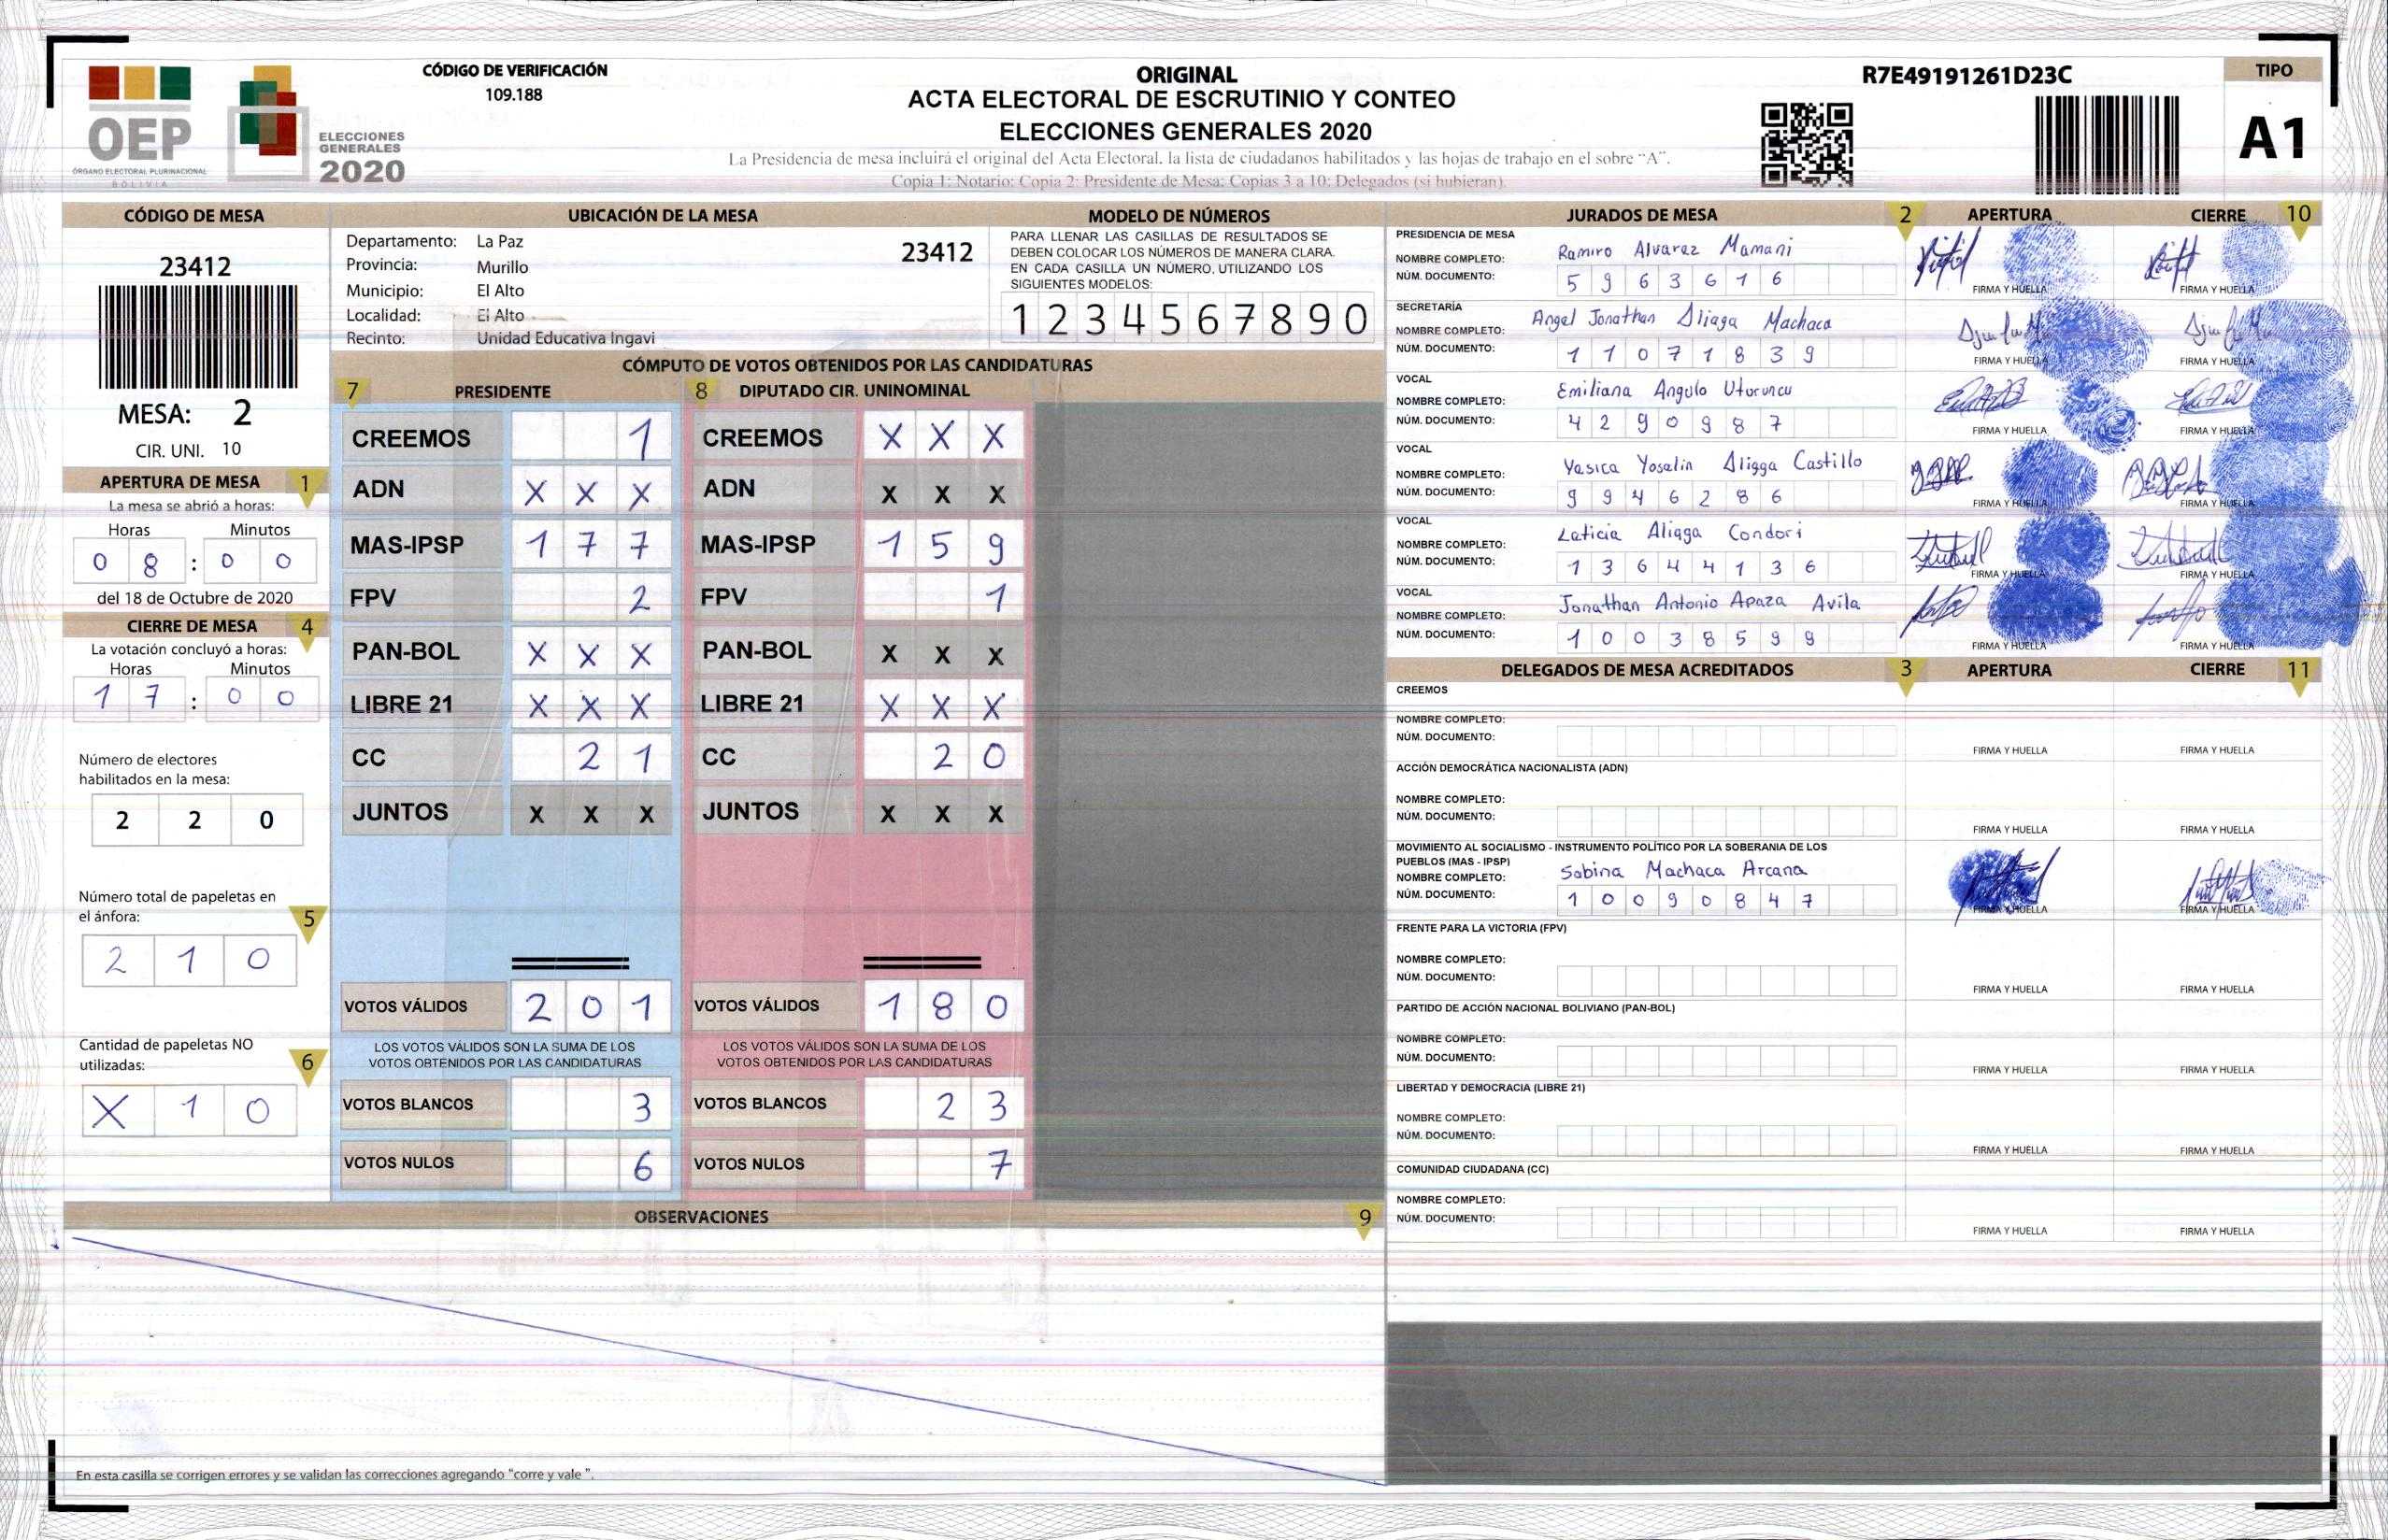 OEP
ÓRGANO ELECTORAL PLURINACIONAL
BOLIVIA
ELECCIONES
GENERALES
2020
CÓDIGO DE VERIFICACIÓN
109.188
ORIGINAL
ACTA ELECTORAL DE ESCRUTINIO Y CONTEO
ELECCIONES GENERALES 2020
La Presidencia de mesa incluirá el original del Acta Electoral, la lista de ciudadanos habilitados y las hojas de trabajo en el sobre "A".
Copia 1: Notario; Copia 2: Presidente de Mesa; Copias 3 a 10: Delegados (si hubieran).
R7E49191261D23C
TIPO
A1
CÓDIGO DE MESA
23412
MESA: 2
CIR. UNI. 10
APERTURA DE MESA 1
La mesa se abrió a horas:
Horas Minutos
0 8 : 0 0
del 18 de Octubre de 2020
CIERRE DE MESA 4
La votación concluyó a horas:
Horas Minutos
1 7 : 0 0
Número de electores
habilitados en la mesa:
2 2 0
Número total de papeletas en
el ánfora: 5
2 1 0
Cantidad de papeletas NO
utilizadas: 6
X 1 0
UBICACIÓN DE LA MESA
Departamento: La Paz 23412
Provincia: Murillo
Municipio: El Alto
Localidad: El Alto
Recinto: Unidad Educativa Ingavi
MODELO DE NÚMEROS
PARA LLENAR LAS CASILLAS DE RESULTADOS SE
DEBEN COLOCAR LOS NÚMEROS DE MANERA CLARA.
EN CADA CASILLA UN NÚMERO, UTILIZANDO LOS
SIGUIENTES MODELOS:
1 2 3 4 5 6 7 8 9 0
CÓMPUTO DE VOTOS OBTENIDOS POR LAS CANDIDATURAS
7 PRESIDENTE 8 DIPUTADO CIR. UNINOMINAL
CREEMOS 1 CREEMOS X X X
ADN X X X ADN X X X
MAS-IPSP 1 7 7 MAS-IPSP 1 5 9
FPV 2 FPV 1
PAN-BOL X X X PAN-BOL X X X
LIBRE 21 X X X LIBRE 21 X X X
CC 2 1 CC 2 0
JUNTOS X X X JUNTOS X X X
VOTOS VÁLIDOS 2 0 1 VOTOS VÁLIDOS 1 8 0
LOS VOTOS VÁLIDOS SON LA SUMA DE LOS LOS VOTOS VÁLIDOS SON LA SUMA DE LOS
VOTOS OBTENIDOS POR LAS CANDIDATURAS VOTOS OBTENIDOS POR LAS CANDIDATURAS
VOTOS BLANCOS 3 VOTOS BLANCOS 2 3
VOTOS NULOS 6 VOTOS NULOS 7
OBSERVACIONES 9
En esta casilla se corrigen errores y se validan las correcciones agregando "corre y vale ".
JURADOS DE MESA 2 APERTURA CIERRE 10
PRESIDENCIA DE MESA
NOMBRE COMPLETO: Ramiro Alvarez Mamani
NÚM. DOCUMENTO: 5 9 6 3 6 1 6
FIRMA Y HUELLA FIRMA Y HUELLA
SECRETARÍA
NOMBRE COMPLETO: Angel Jonathan Aliaga Machaca
NÚM. DOCUMENTO: 1 1 0 7 1 8 3 9
FIRMA Y HUELLA FIRMA Y HUELLA
VOCAL
NOMBRE COMPLETO: Emiliana Angulo Utoruncu
NÚM. DOCUMENTO: 4 2 9 0 9 8 7
FIRMA Y HUELLA FIRMA Y HUELLA
VOCAL
NOMBRE COMPLETO: Yesica Yoselin Aliaga Castillo
NÚM. DOCUMENTO: 9 9 4 6 2 8 6
FIRMA Y HUELLA FIRMA Y HUELLA
VOCAL
NOMBRE COMPLETO: Leticia Aliaga Condori
NÚM. DOCUMENTO: 1 3 6 4 4 1 3 6
FIRMA Y HUELLA FIRMA Y HUELLA
VOCAL
NOMBRE COMPLETO: Jonathan Antonio Apaza Avila
NÚM. DOCUMENTO: 1 0 0 3 8 5 9 9
FIRMA Y HUELLA FIRMA Y HUELLA
DELEGADOS DE MESA ACREDITADOS 3 APERTURA CIERRE 11
CREEMOS
NOMBRE COMPLETO:
NÚM. DOCUMENTO:
FIRMA Y HUELLA FIRMA Y HUELLA
ACCIÓN DEMOCRÁTICA NACIONALISTA (ADN)
NOMBRE COMPLETO:
NÚM. DOCUMENTO:
FIRMA Y HUELLA FIRMA Y HUELLA
MOVIMIENTO AL SOCIALISMO - INSTRUMENTO POLÍTICO POR LA SOBERANIA DE LOS
PUEBLOS (MAS - IPSP)
NOMBRE COMPLETO: Sabina Machaca Arcana
NÚM. DOCUMENTO: 1 0 0 9 0 8 4 7
FIRMA Y HUELLA FIRMA Y HUELLA
FRENTE PARA LA VICTORIA (FPV)
NOMBRE COMPLETO:
NÚM. DOCUMENTO:
FIRMA Y HUELLA FIRMA Y HUELLA
PARTIDO DE ACCIÓN NACIONAL BOLIVIANO (PAN-BOL)
NOMBRE COMPLETO:
NÚM. DOCUMENTO:
FIRMA Y HUELLA FIRMA Y HUELLA
LIBERTAD Y DEMOCRACIA (LIBRE 21)
NOMBRE COMPLETO:
NÚM. DOCUMENTO:
FIRMA Y HUELLA FIRMA Y HUELLA
COMUNIDAD CIUDADANA (CC)
NOMBRE COMPLETO:
NÚM. DOCUMENTO:
FIRMA Y HUELLA FIRMA Y HUELLA